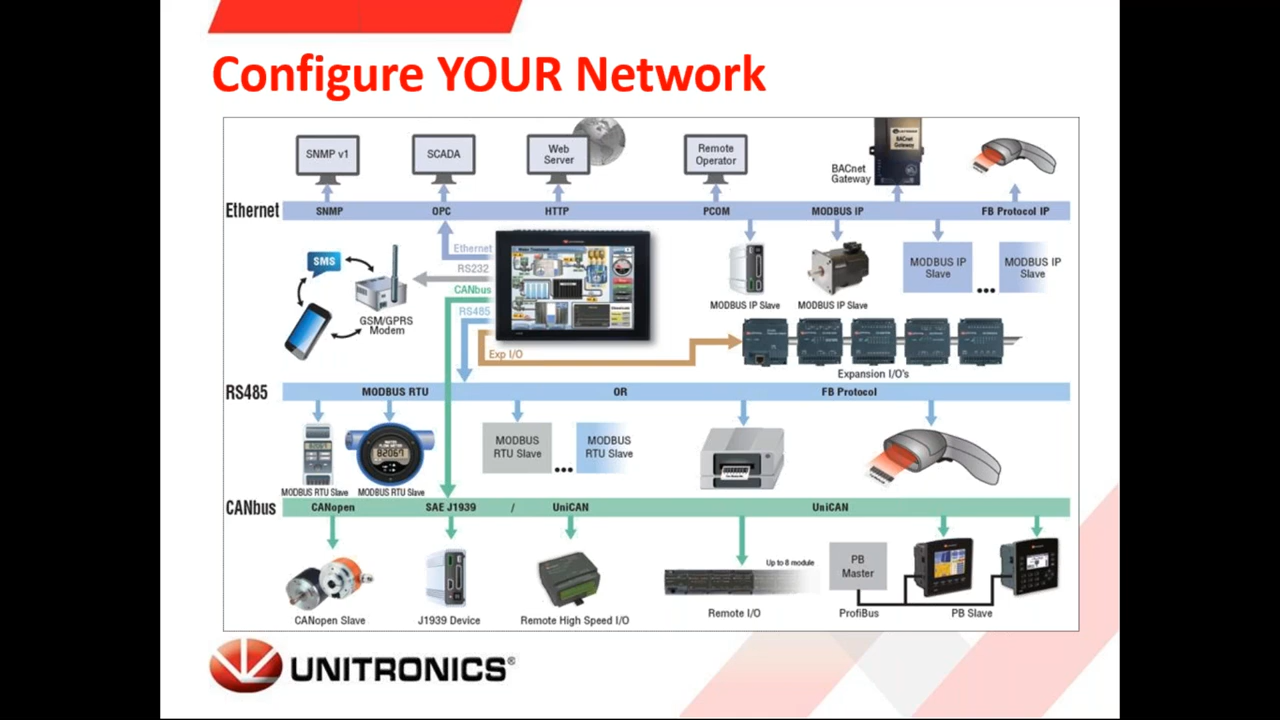 Configure YOUR Network
SNMP v1
SCADA
Web
Server
Remote
Operator
UNITRONICS
BACnet
Gateway
BACnet
Gateway
Ethernet
SNMP
OPC
HTTP
PCOM
MODBUS IP
FB Protocol IP
Ethernet
RS232
CANbus
RS485
Exp I/O
SMS
GSM/GPRS
Modem
MODBUS IP Slave
MODBUS IP Slave
MODBUS IP
Slave
...
MODBUS IP
Slave
Expansion I/O's
RS485
MODBUS RTU
OR
FB Protocol
82067
MODBUS RTU Slave
MODBUS RTU Slave
MODBUS
RTU Slave
...
MODBUS
RTU Slave
CANbus
CANopen
SAE J1939
/
UniCAN
UniCAN
CANopen Slave
J1939 Device
Remote High Speed I/O
Up to 8 module
Remote I/O
PB
Master
ProfiBus
PB Slave
UNITRONICS®